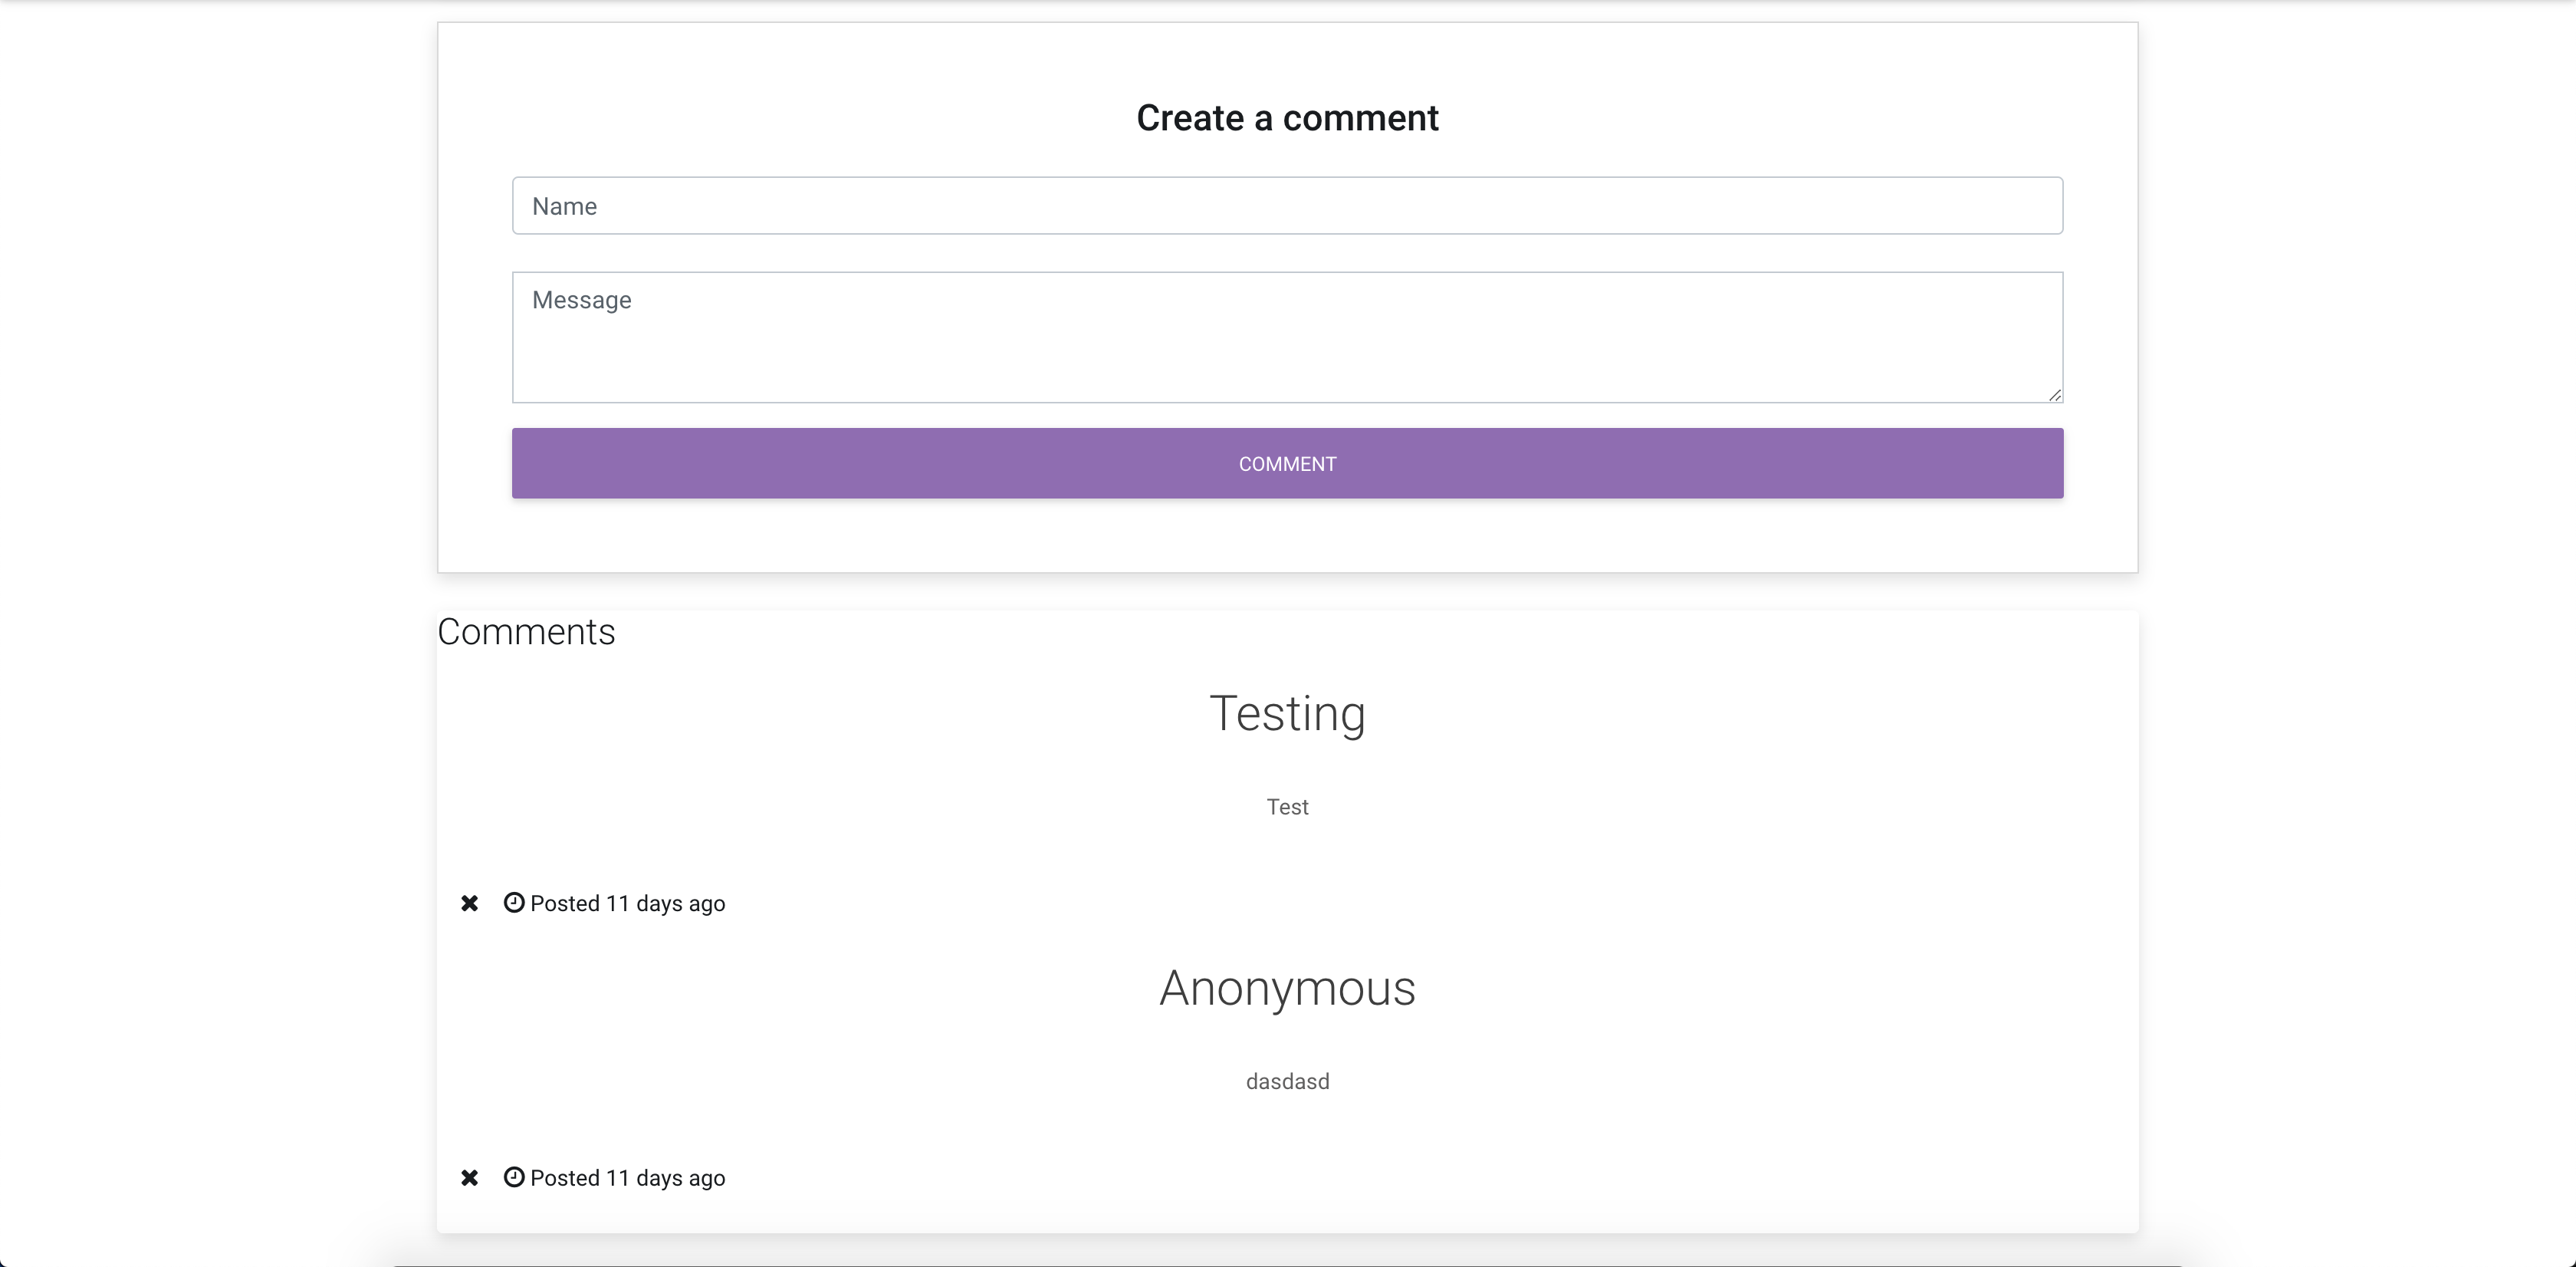 Create a comment
Name
Message
COMMENT
Comments
Testing
Test
Posted 11 days ago
Anonymous
dasdasd
Posted 11 days ago